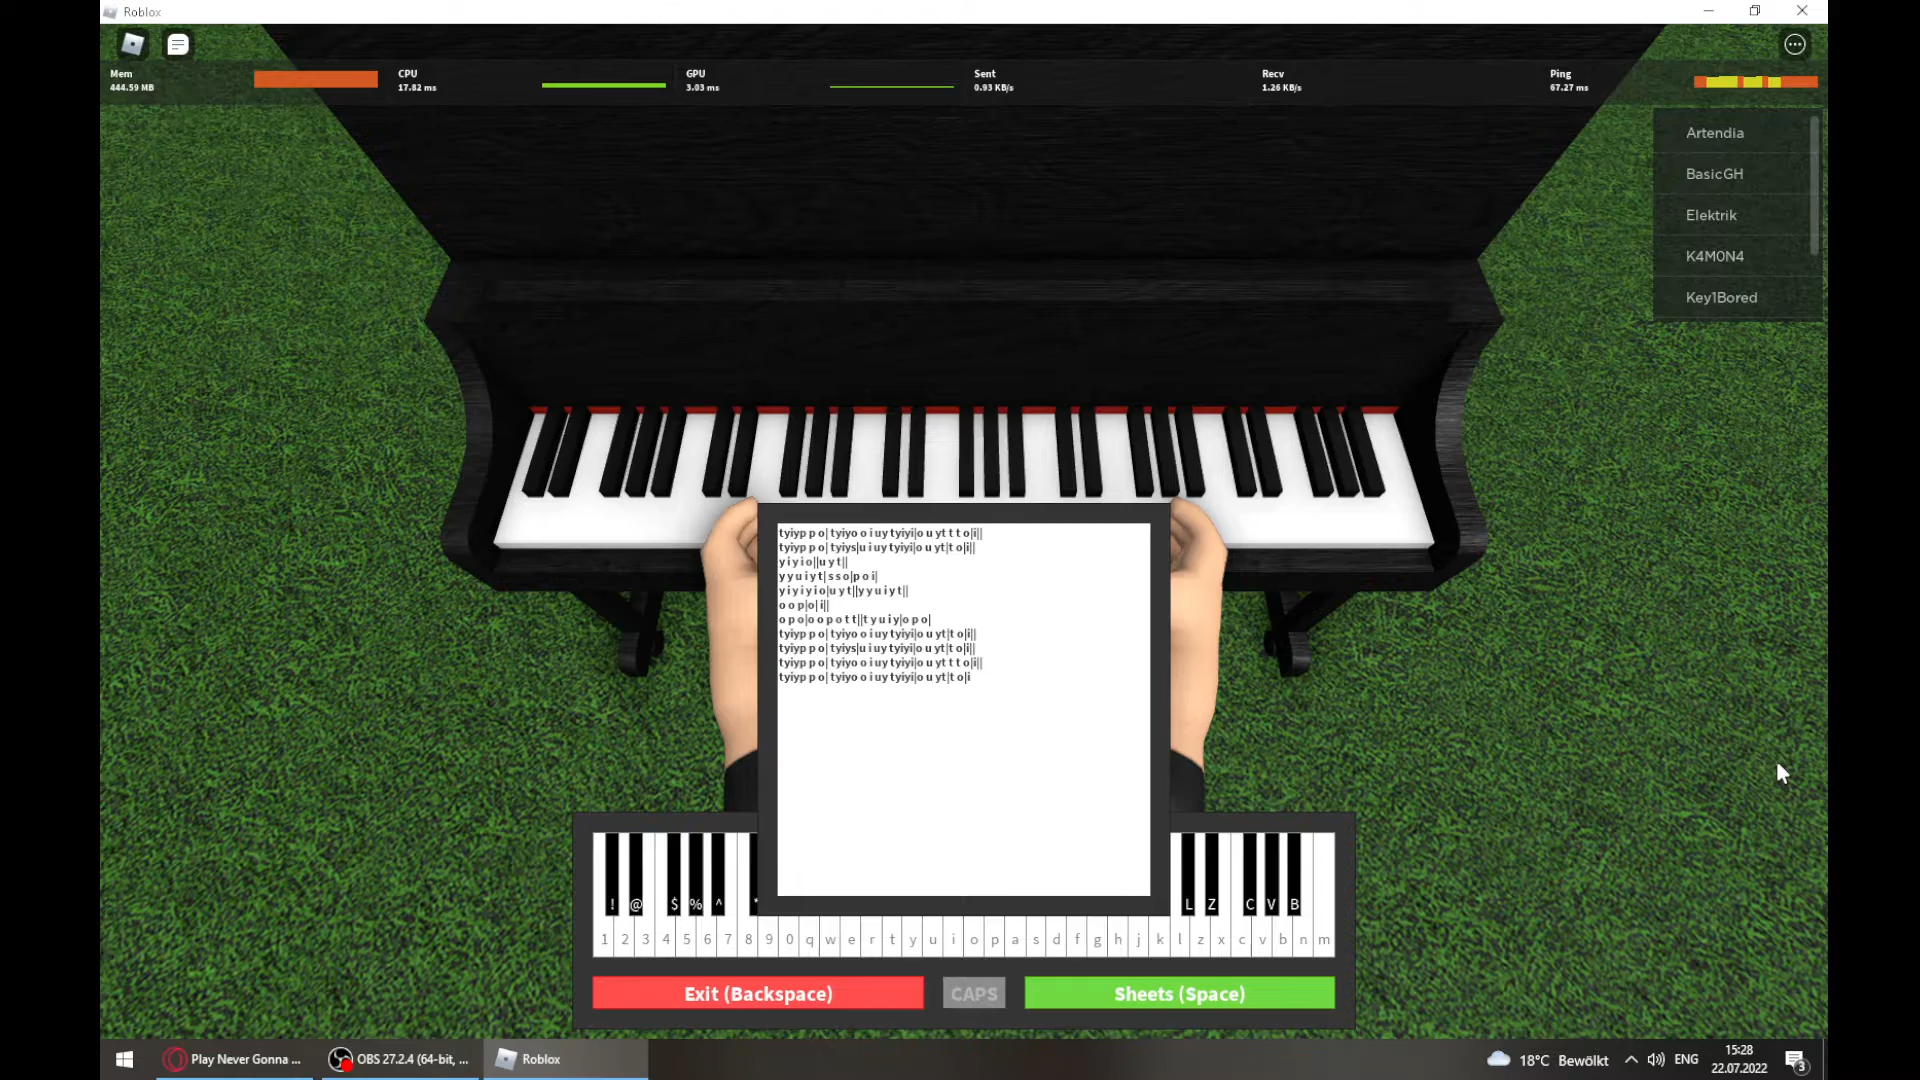 Roblox
Mem
444.59 MB
CPU
17.82 ms
GPU
3.03 ms
Sent
0.93 KB/s
Recv
1.26 KB/s
Ping
67.27 ms
Artendia
BasicGH
Elektrik
K4M0N4
Key1Bored
tyiyp p o| tyiyo o i uy tyiyi|o u yt t t o|i||
tyiyp p o| tyiys|u i uy tyiyi|o u yt|t o|i||
y i y i o||u y t||
y y u i y t| s s o|p o i|
y i y i y i o|u y t||y y u i y t||
o o p|o| i||
o p o|o o p o t t||t y u i y|o p o|
tyiyp p o| tyiyo o i uy tyiyi|o u yt|t o|i||
tyiyp p o| tyiys|u i uy tyiyi|o u yt|t o|i||
tyiyp p o| tyiyo o i uy tyiyi|o u yt t t o|i||
tyiyp p o| tyiyo o i uy tyiyi|o u yt|t o|i
! @ $ % ^ * L Z C V B
1 2 3 4 5 6 7 8 9 0 q w e r t y u i o p a s d f g h j k l z x c v b n m
Exit (Backspace)
CAPS
Sheets (Space)
Play Never Gonna ...
OBS 27.2.4 (64-bit, ...
Roblox
18°C Bewölkt
ENG
15:28
22.07.2022
3